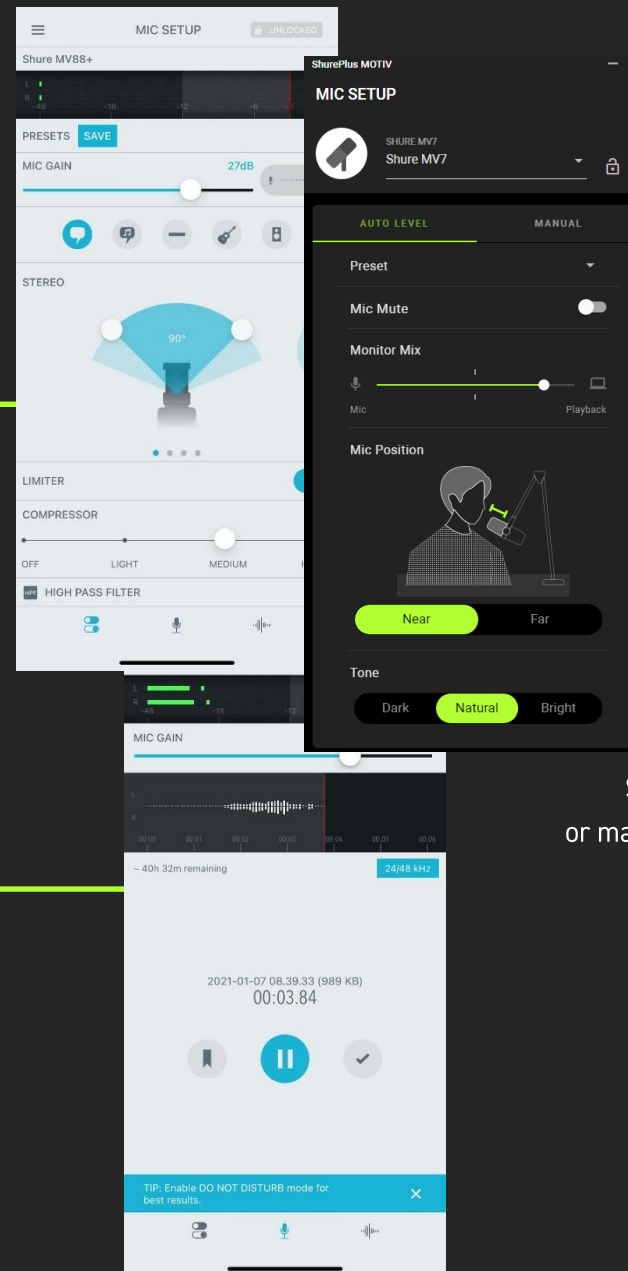 MIC SETUP
UNLOCKED
Shure MV88+
L
R
-48 -18 -12 -6
PRESETS SAVE
MIC GAIN 27dB
STEREO
90°
LIMITER
COMPRESSOR
OFF LIGHT MEDIUM
HPF HIGH PASS FILTER
ShurePlus MOTIV
MIC SETUP
SHURE MV7
Shure MV7
AUTO LEVEL MANUAL
Preset
Mic Mute
Monitor Mix
Mic Playback
Mic Position
Near Far
Tone
Dark Natural Bright
L
R
-48 -18 -12
MIC GAIN
L
R
00:00 00:01 00:02 00:03 00:04 00:05 00:06
~ 40h 32m remaining 24/48 kHz
2021-01-07 08.39.33 (989 KB)
00:03.84
TIP: Enable DO NOT DISTURB mode for
best results.
or ma